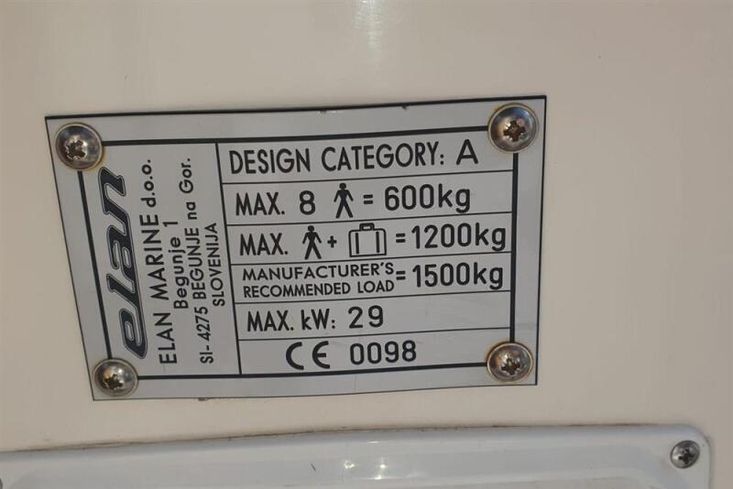 elan
ELAN MARINE d.o.o.
Begunje 1
SI-4275 BEGUNJE na Gor.
SLOVENIJA
DESIGN CATEGORY: A
MAX. 8 = 600kg
MAX. + = 1200kg
MANUFACTURER'S
RECOMMENDED LOAD = 1500kg
MAX. kW: 29
CE 0098